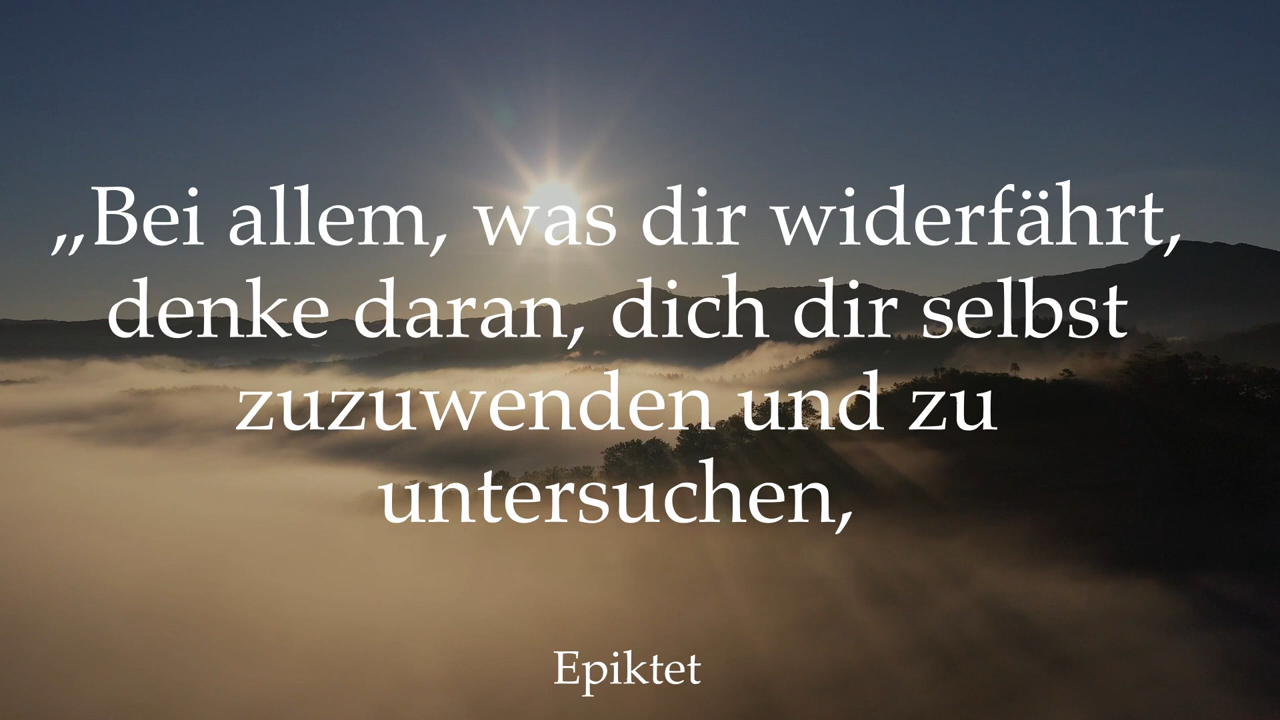 „Bei allem, was dir widerfährt,
denke daran, dich dir selbst
zuzuwenden und zu
untersuchen,
Epiktet